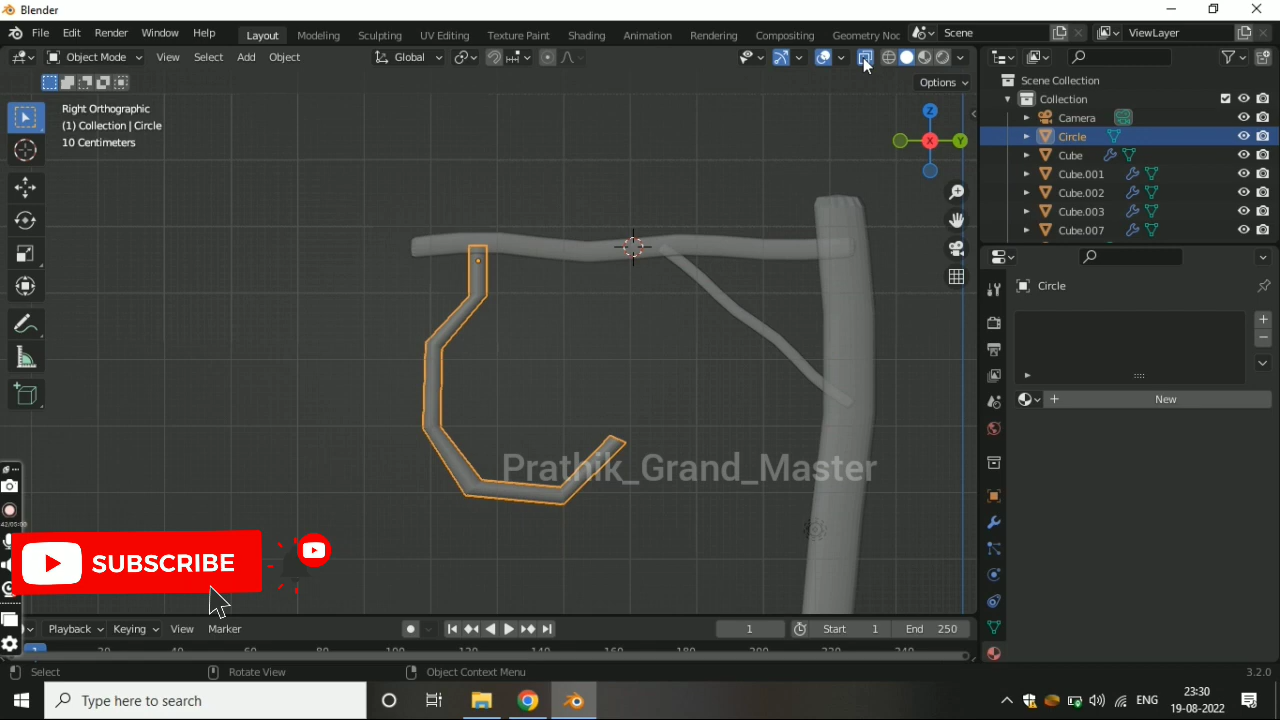 Blender
File Edit Render Window Help
Layout Modeling Sculpting UV Editing Texture Paint Shading Animation Rendering Compositing Geometry Noc
Scene
ViewLayer
Object Mode View Select Add Object
Global
Options
Right Orthographic
(1) Collection | Circle
10 Centimeters
Z
X
Y
Scene Collection
Collection
Camera
Circle
Cube
Cube.001
Cube.002
Cube.003
Cube.007
Circle
New
Prathik_Grand_Master
SUBSCRIBE
Playback Keying View Marker
1
Start 1
End 250
Select
Rotate View
Object Context Menu
3.2.0
Type here to search
ENG
23:30
19-08-2022